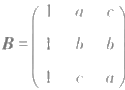 B = ( 1 a c
1 b b
1 c a )